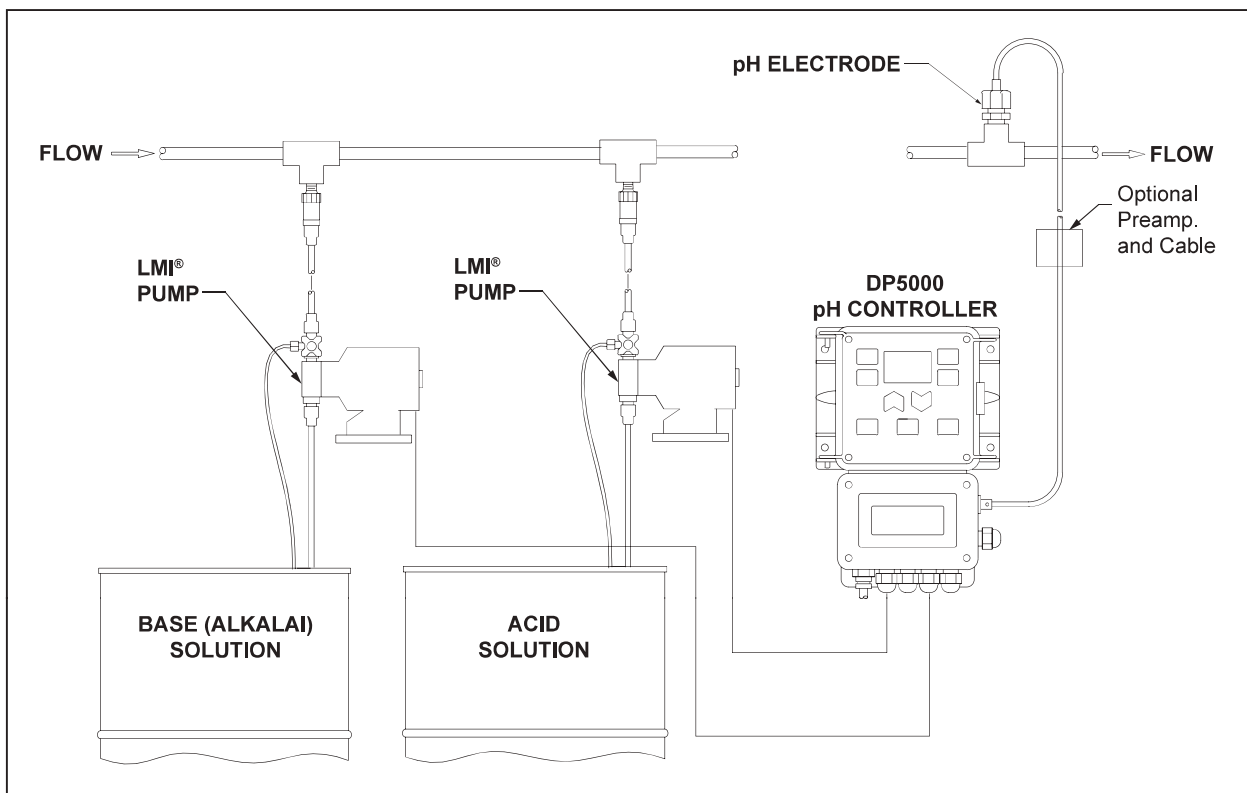 pH ELECTRODE
FLOW
FLOW
Optional
Preamp.
and Cable
LMI®
PUMP
LMI®
PUMP
DP5000
pH CONTROLLER
BASE (ALKALAI)
SOLUTION
ACID
SOLUTION